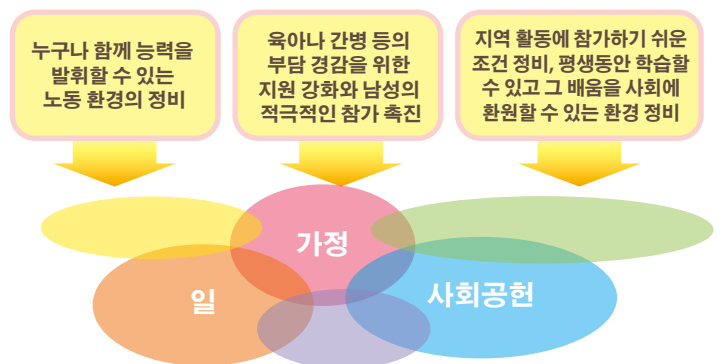 누구나 함께 능력을
발휘할 수 있는
노동 환경의 정비
육아나 간병 등의
부담 경감을 위한
지원 강화와 남성의
적극적인 참가 촉진
지역 활동에 참가하기 쉬운
조건 정비, 평생동안 학습할
수 있고 그 배움을 사회에
환원할 수 있는 환경 정비
가정
일
사회공헌